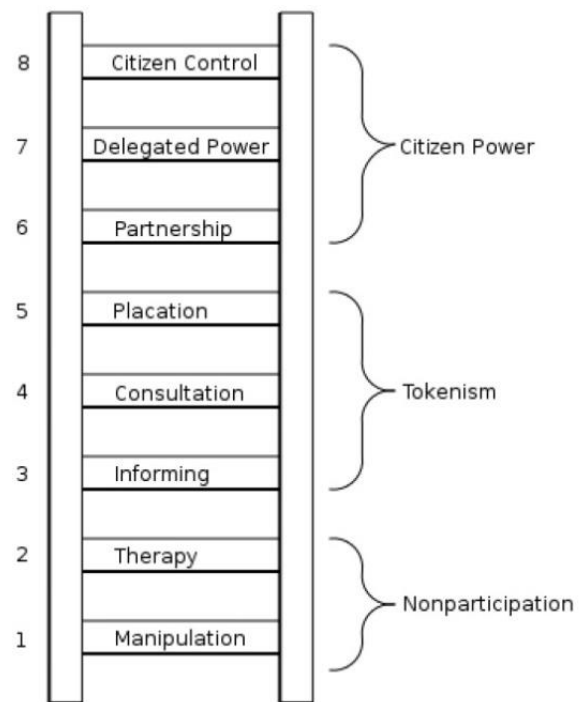 8 Citizen Control
7 Delegated Power
Citizen Power
6 Partnership
5 Placation
4 Consultation
Tokenism
3 Informing
2 Therapy
Nonparticipation
1 Manipulation